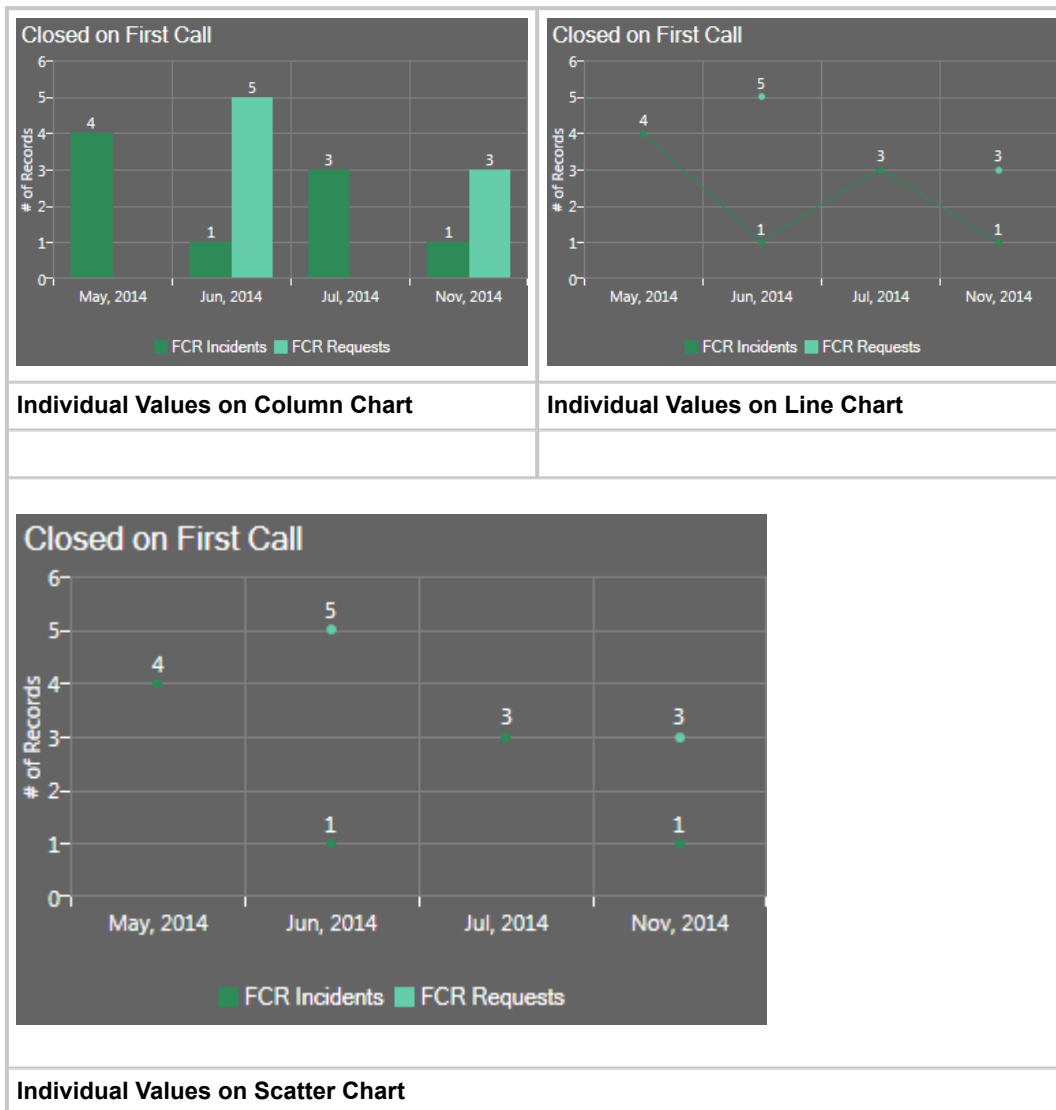 Closed on First Call
6
5
4
3
2
1
0
# of Records
4
1
5
3
1
3
May, 2014
Jun, 2014
Jul, 2014
Nov, 2014
FCR Incidents
FCR Requests
Individual Values on Column Chart
Closed on First Call
6
5
4
3
2
1
0
# of Records
4
5
1
3
3
1
May, 2014
Jun, 2014
Jul, 2014
Nov, 2014
FCR Incidents
FCR Requests
Individual Values on Line Chart
Closed on First Call
6
5
4
3
2
1
0
# of Records
4
5
1
3
3
1
May, 2014
Jun, 2014
Jul, 2014
Nov, 2014
FCR Incidents
FCR Requests
Individual Values on Scatter Chart